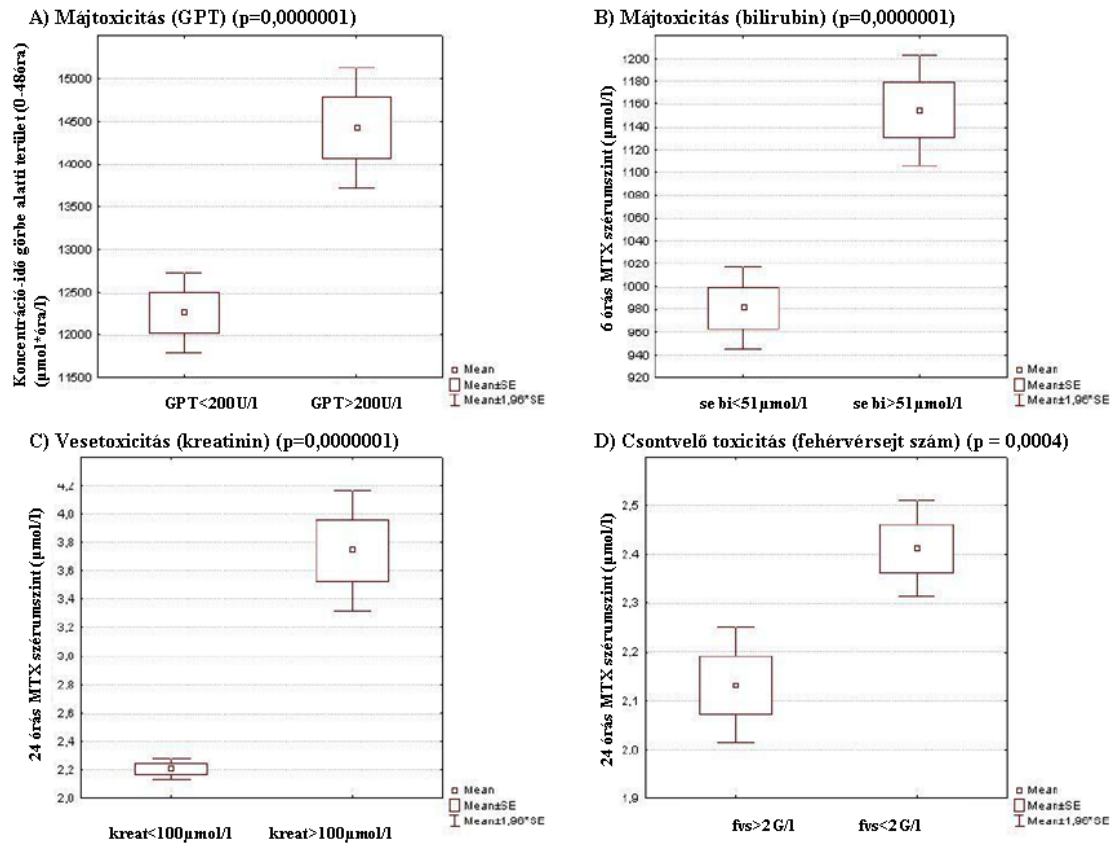 A) Májtoxicitás (GPT) (p=0,0000001)
Koncentráció-idő görbe alatti terület (0-48óra)
(µmol*óra/l)
15000
14500
14000
13500
13000
12500
12000
11500
GPT<200U/l GPT>200U/l
Mean
Mean±SE
Mean±1,96*SE
B) Májtoxicitás (bilirubin) (p=0,0000001)
6 órás MTX szérumszint (µmol/l)
1200
1180
1160
1140
1120
1100
1080
1060
1040
1020
1000
980
960
940
920
se bi<51µmol/l se bi>51µmol/l
Mean
Mean±SE
Mean±1,96*SE
C) Vesetoxicitás (kreatinin) (p=0,0000001)
24 órás MTX szérumszint (µmol/l)
4,2
4,0
3,8
3,6
3,4
3,2
3,0
2,8
2,6
2,4
2,2
2,0
kreat<100µmol/l kreat>100µmol/l
Mean
Mean±SE
Mean±1,96*SE
D) Csontvelő toxicitás (fehérvérsejt szám) (p = 0,0004)
24 órás MTX szérumszint (µmol/l)
2,5
2,4
2,3
2,2
2,1
2,0
1,9
fvs>2G/l fvs<2G/l
Mean
Mean±SE
Mean±1,96*SE